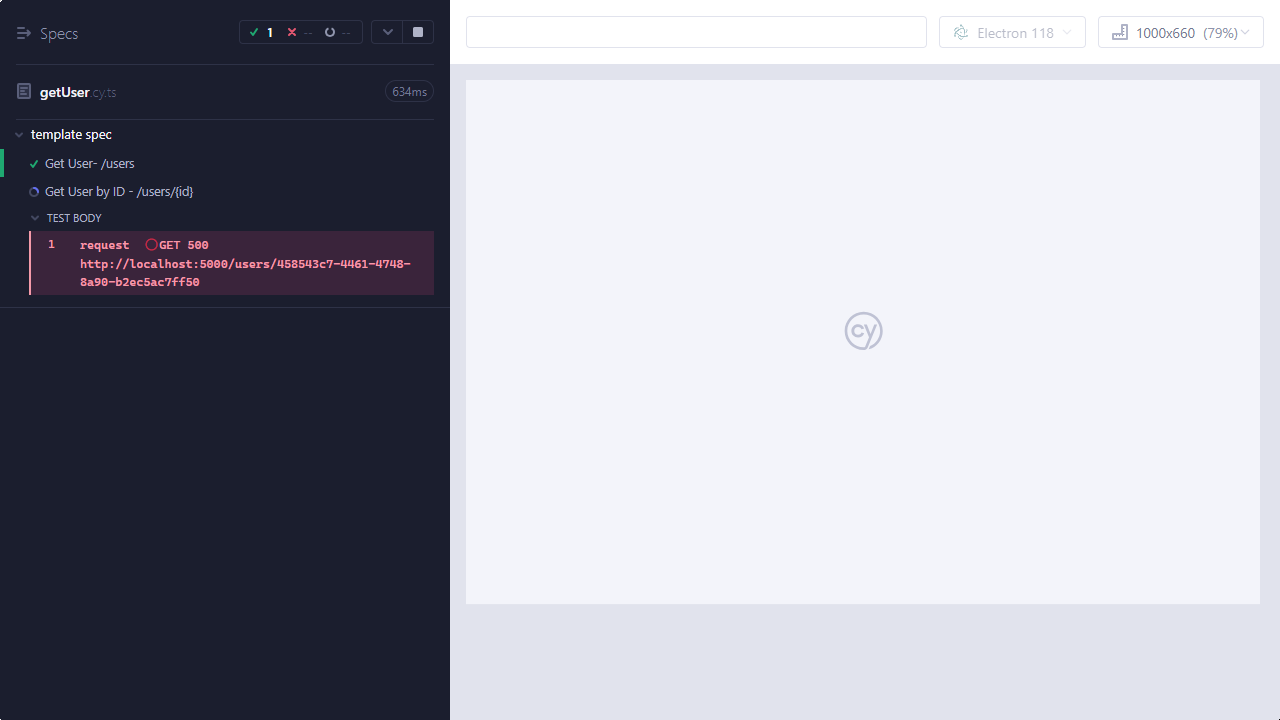 Specs
1 -- --
getUser.cy.ts
634ms
template spec
Get User- /users
Get User by ID - /users/{id}
TEST BODY
1 request GET 500
http://localhost:5000/users/458543c7-4461-4748-
8a90-b2ec5ac7ff50
Electron 118
1000x660 (79%)
cy